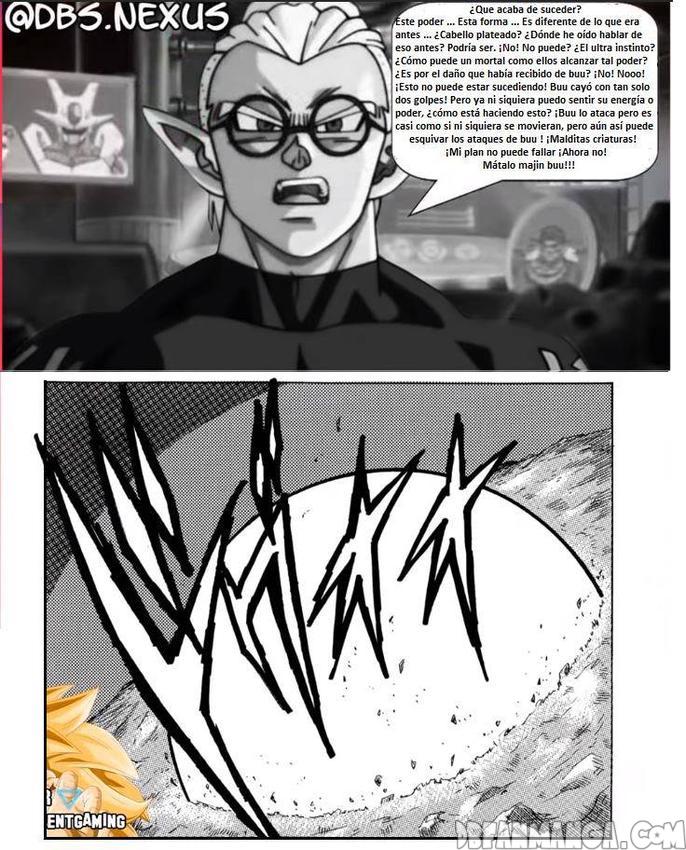 @DBS.NEXUS
¿Que acaba de suceder?
Este poder ... Esta forma ... Es diferente de lo que era
antes ... ¿Cabello plateado? ¿Dónde he oído hablar de
eso antes? Podría ser. ¡No! No puede? ¿El ultra instinto?
¿Cómo puede un mortal como ellos alcanzar tal poder?
¿Es por el daño que había recibido de buu? ¡No! Nooo!
¡Esto no puede estar sucediendo! Buu cayó con tan solo
dos golpes! Pero ya ni siquiera puedo sentir su energía o
poder, ¿cómo está haciendo esto? ¡Buu lo ataca pero es
casi como si ni siquiera se movieran, pero aún así puede
esquivar los ataques de buu ! ¡Malditas criaturas!
¡Mi plan no puede fallar ¡Ahora no!
Mátalo majin buu!!!
ENTGAMING
DBFANMANGA.COM